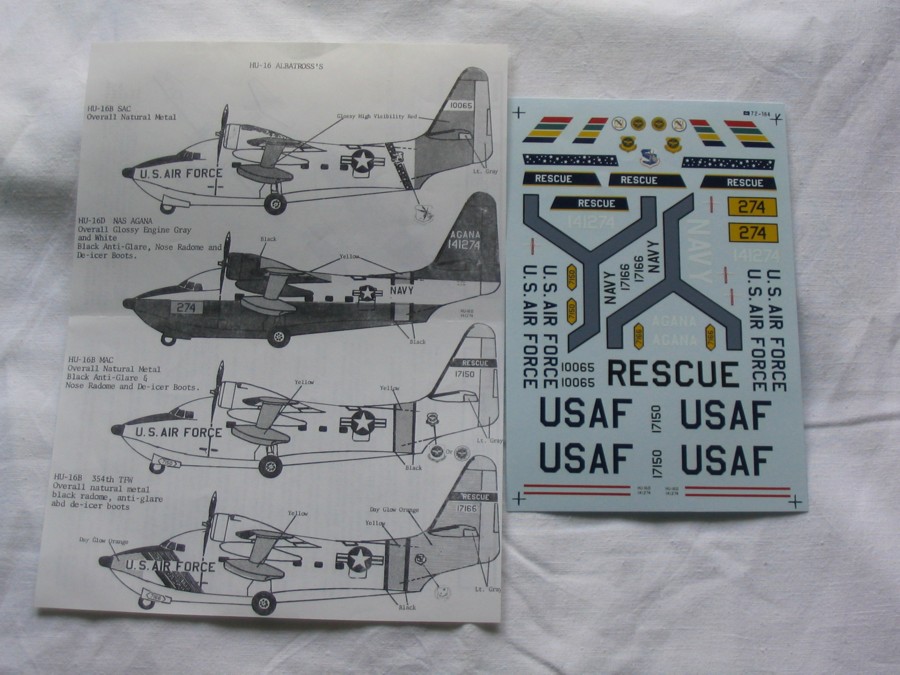 HU-16 ALBATROSS'S
HU-16B SAC
Overall Natural Metal
Glossy High Visibility Red
10065
U.S. AIR FORCE
Lt. Gray
HU-16D NAS AGANA
Overall Glossy Engine Gray
and White
Black Anti-Glare, Nose Radome and
De-icer Boots.
Black
Yellow
AGANA
141274
274
NAVY
Black
HU-16B MAC
Overall Natural Metal
Black Anti-Glare &
Nose Radome and De-icer Boots.
Yellow
Yellow
RESCUE
17150
U.S. AIR FORCE
Lt. Gray
Black
HU-16B 354th TFW
Overall natural metal
black radome, anti-glare
abd de-icer boots
Yellow
Day Glow Orange
Yellow
RESCUE
17166
Day Glow Orange
U.S. AIR FORCE
Lt. Gray
Black
72-184
RESCUE
RESCUE
RESCUE
RESCUE
274
274
141274
141274
NAVY
NAVY
17166
17166
NAVY
U.S. AIR FORCE
U.S. AIR FORCE
U.S. AIR FORCE
U.S. AIR FORCE
AGANA
AGANA
10065
10065
RESCUE
USAF
17150
USAF
USAF
17150
USAF